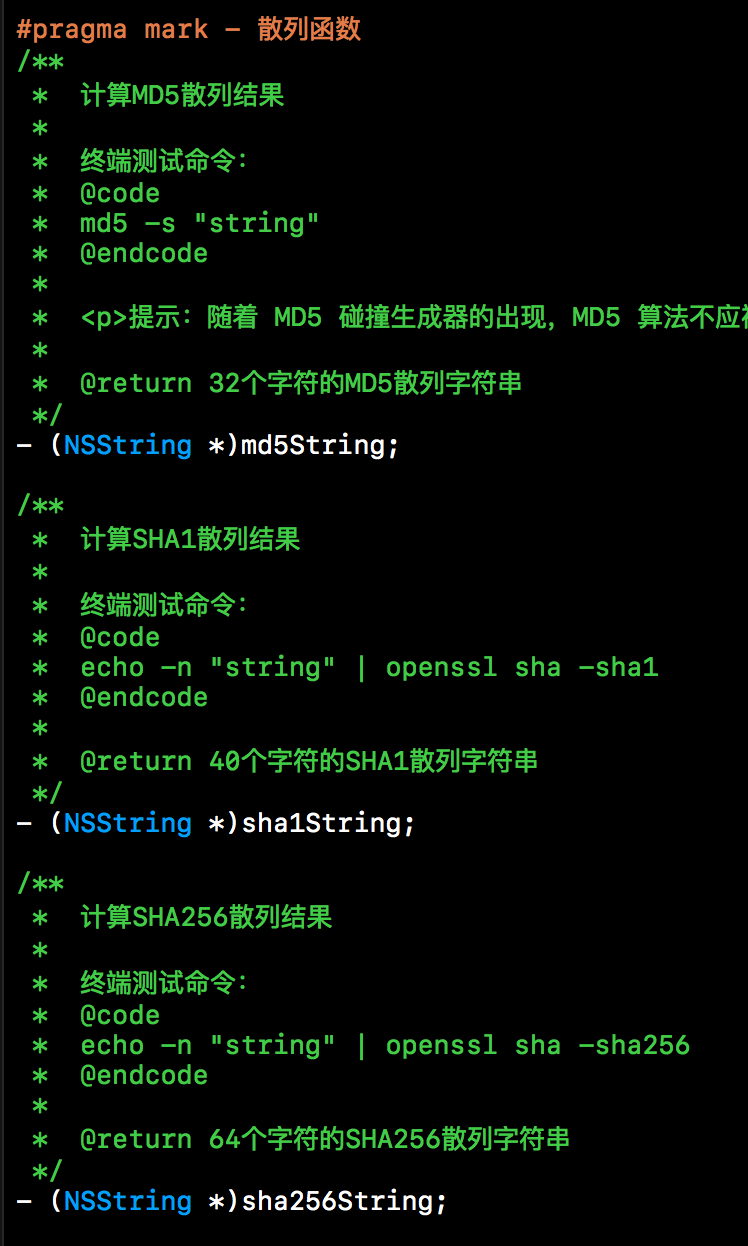 #pragma mark - 散列函数
/**
 *  计算MD5散列结果
 *
 *  终端测试命令：
 *  @code
 *  md5 -s "string"
 *  @endcode
 *
 *  <p>提示：随着 MD5 碰撞生成器的出现，MD5 算法不应
 *
 *  @return 32个字符的MD5散列字符串
 */
- (NSString *)md5String;

/**
 *  计算SHA1散列结果
 *
 *  终端测试命令：
 *  @code
 *  echo -n "string" | openssl sha -sha1
 *  @endcode
 *
 *  @return 40个字符的SHA1散列字符串
 */
- (NSString *)sha1String;

/**
 *  计算SHA256散列结果
 *
 *  终端测试命令：
 *  @code
 *  echo -n "string" | openssl sha -sha256
 *  @endcode
 *
 *  @return 64个字符的SHA256散列字符串
 */
- (NSString *)sha256String;